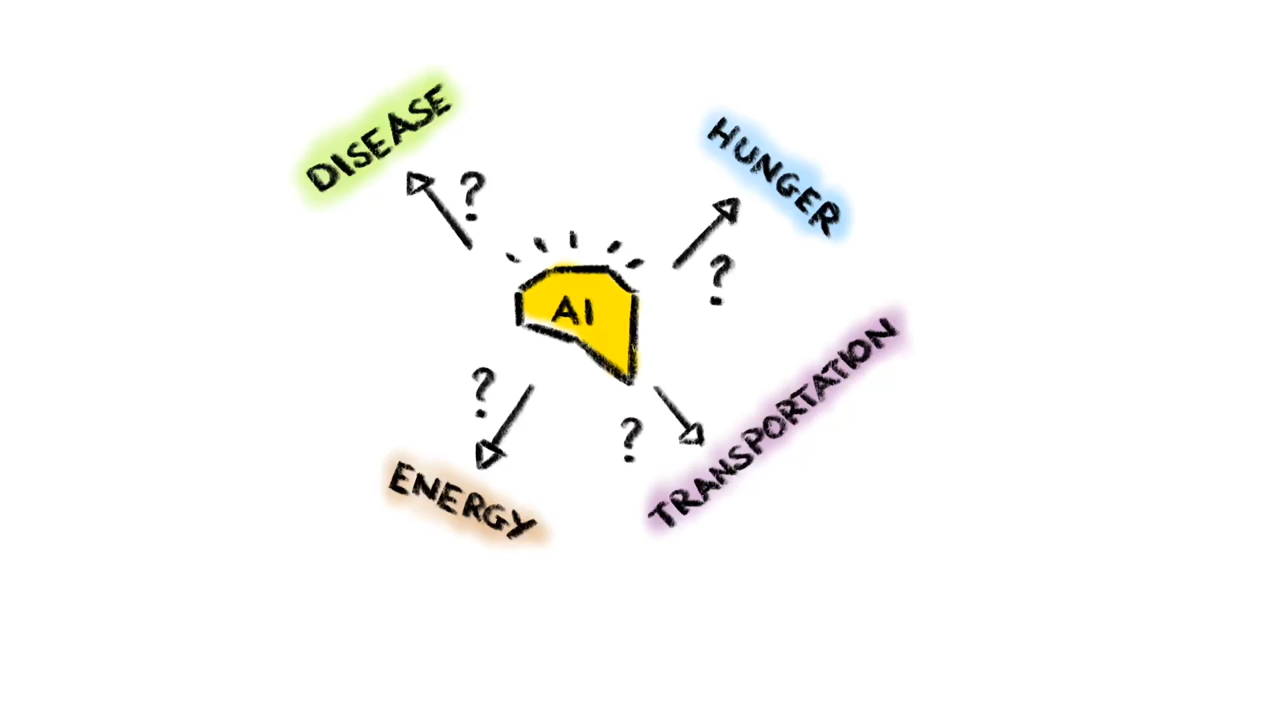 DISEASE
HUNGER
?
?
AI
TRANSPORTATION
?
?
ENERGY